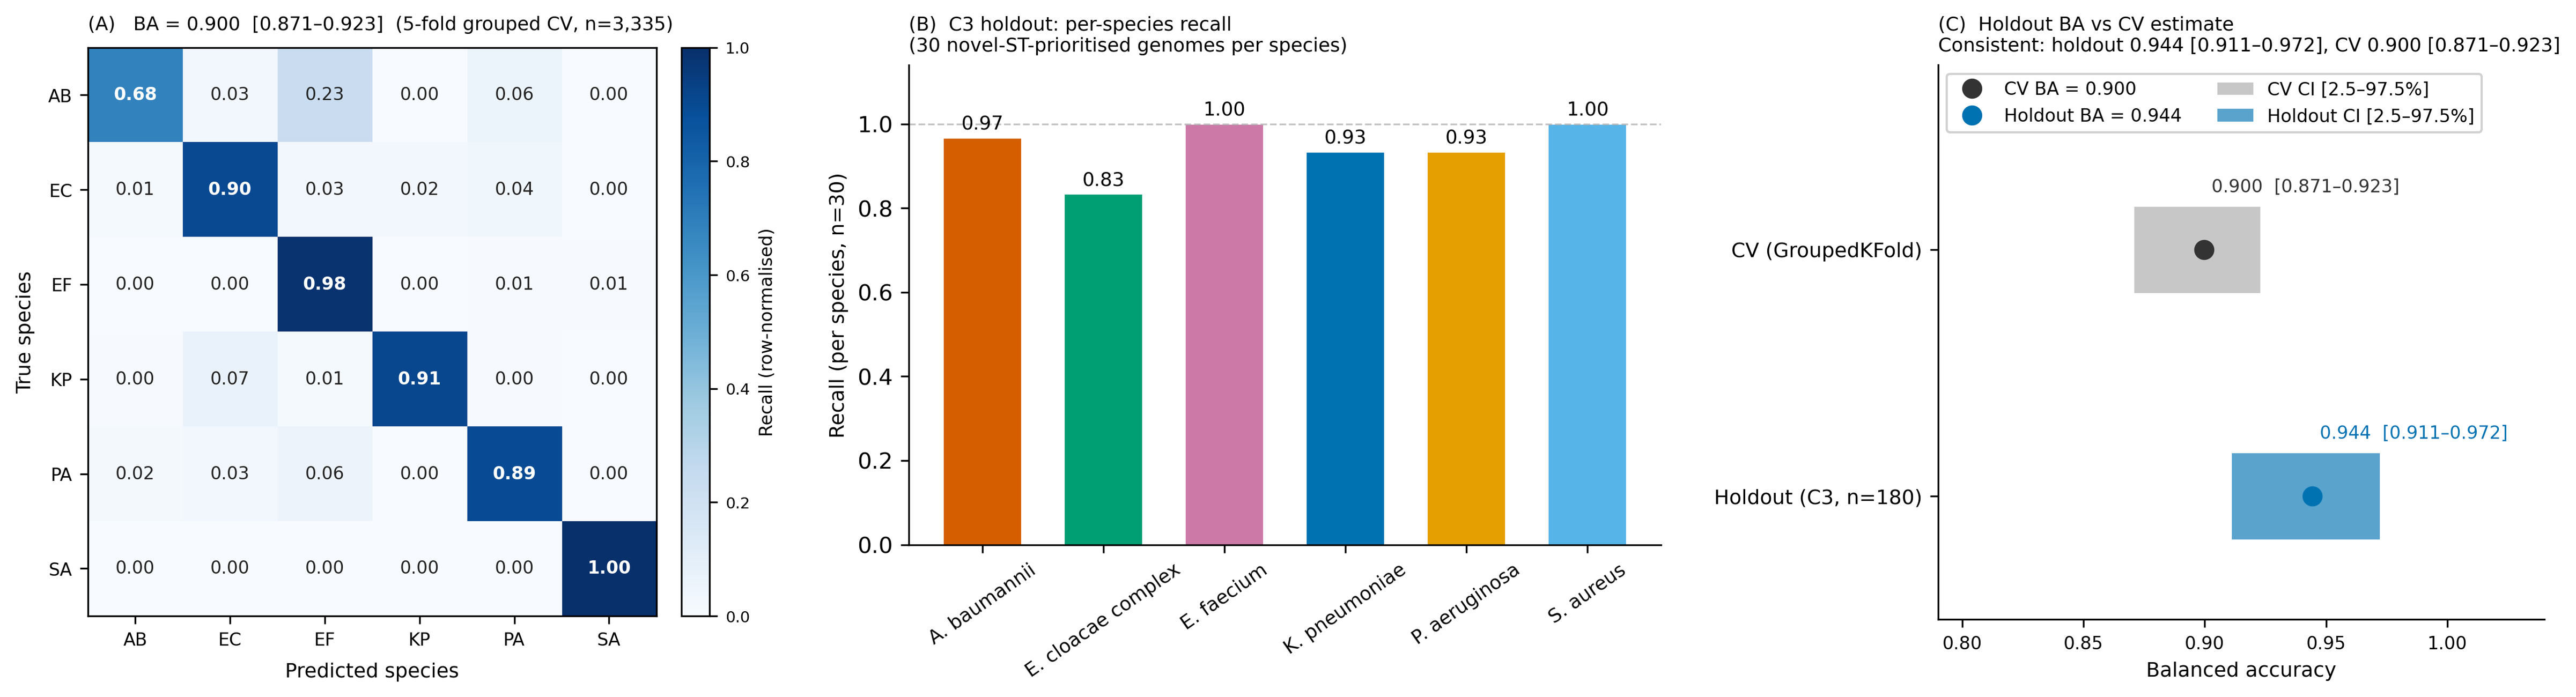 (A)   BA = 0.900  [0.871–0.923]  (5-fold grouped CV, n=3,335)
True species
AB
0.68 0.03 0.23 0.00 0.06 0.00
EC
0.01 0.90 0.03 0.02 0.04 0.00
EF
0.00 0.00 0.98 0.00 0.01 0.01
KP
0.00 0.07 0.01 0.91 0.00 0.00
PA
0.02 0.03 0.06 0.00 0.89 0.00
SA
0.00 0.00 0.00 0.00 0.00 1.00
AB EC EF KP PA SA
Predicted species
1.0
0.8
0.6
0.4
0.2
0.0
Recall (row-normalised)
(B)  C3 holdout: per-species recall
(30 novel-ST-prioritised genomes per species)
Recall (per species, n=30)
1.0
0.8
0.6
0.4
0.2
0.0
0.97 0.83 1.00 0.93 0.93 1.00
A. baumannii
E. cloacae complex
E. faecium
K. pneumoniae
P. aeruginosa
S. aureus
(C)  Holdout BA vs CV estimate
Consistent: holdout 0.944 [0.911–0.972], CV 0.900 [0.871–0.923]
CV BA = 0.900
Holdout BA = 0.944
CV CI [2.5–97.5%]
Holdout CI [2.5–97.5%]
0.900  [0.871–0.923]
CV (GroupedKFold)
0.944  [0.911–0.972]
Holdout (C3, n=180)
0.80 0.85 0.90 0.95 1.00
Balanced accuracy